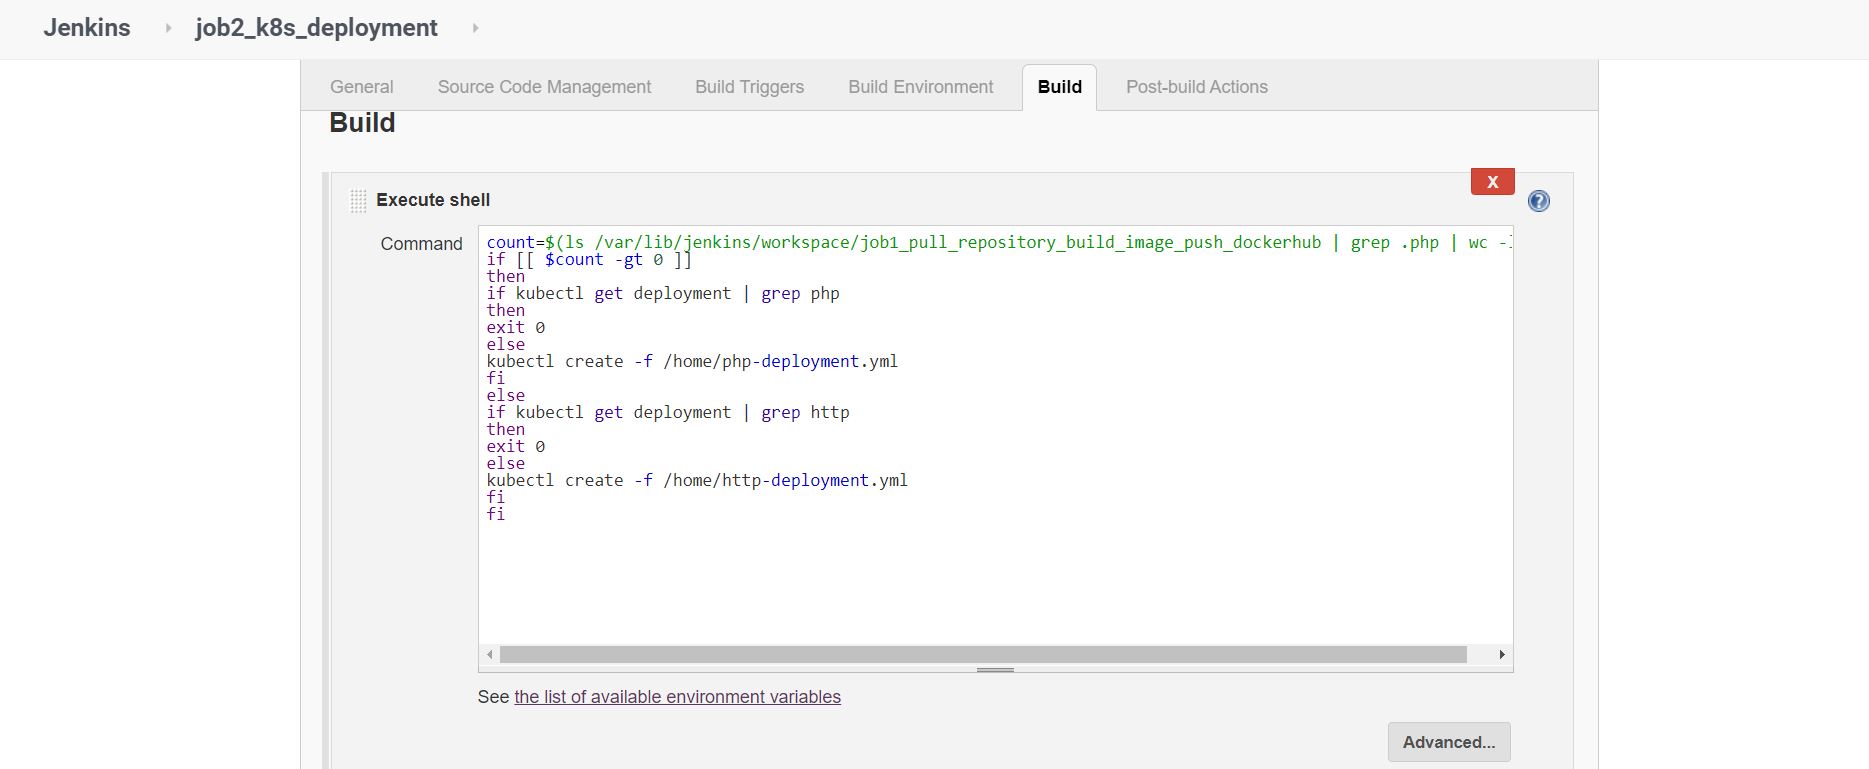 Jenkins job2_k8s_deployment
General Source Code Management Build Triggers Build Environment Build Post-build Actions
Build
X
Execute shell
Command
count=$(ls /var/lib/jenkins/workspace/job1_pull_repository_build_image_push_dockerhub | grep .php | wc -
if [[ $count -gt 0 ]]
then
if kubectl get deployment | grep php
then
exit 0
else
kubectl create -f /home/php-deployment.yml
fi
else
if kubectl get deployment | grep http
then
exit 0
else
kubectl create -f /home/http-deployment.yml
fi
fi
See the list of available environment variables
Advanced...